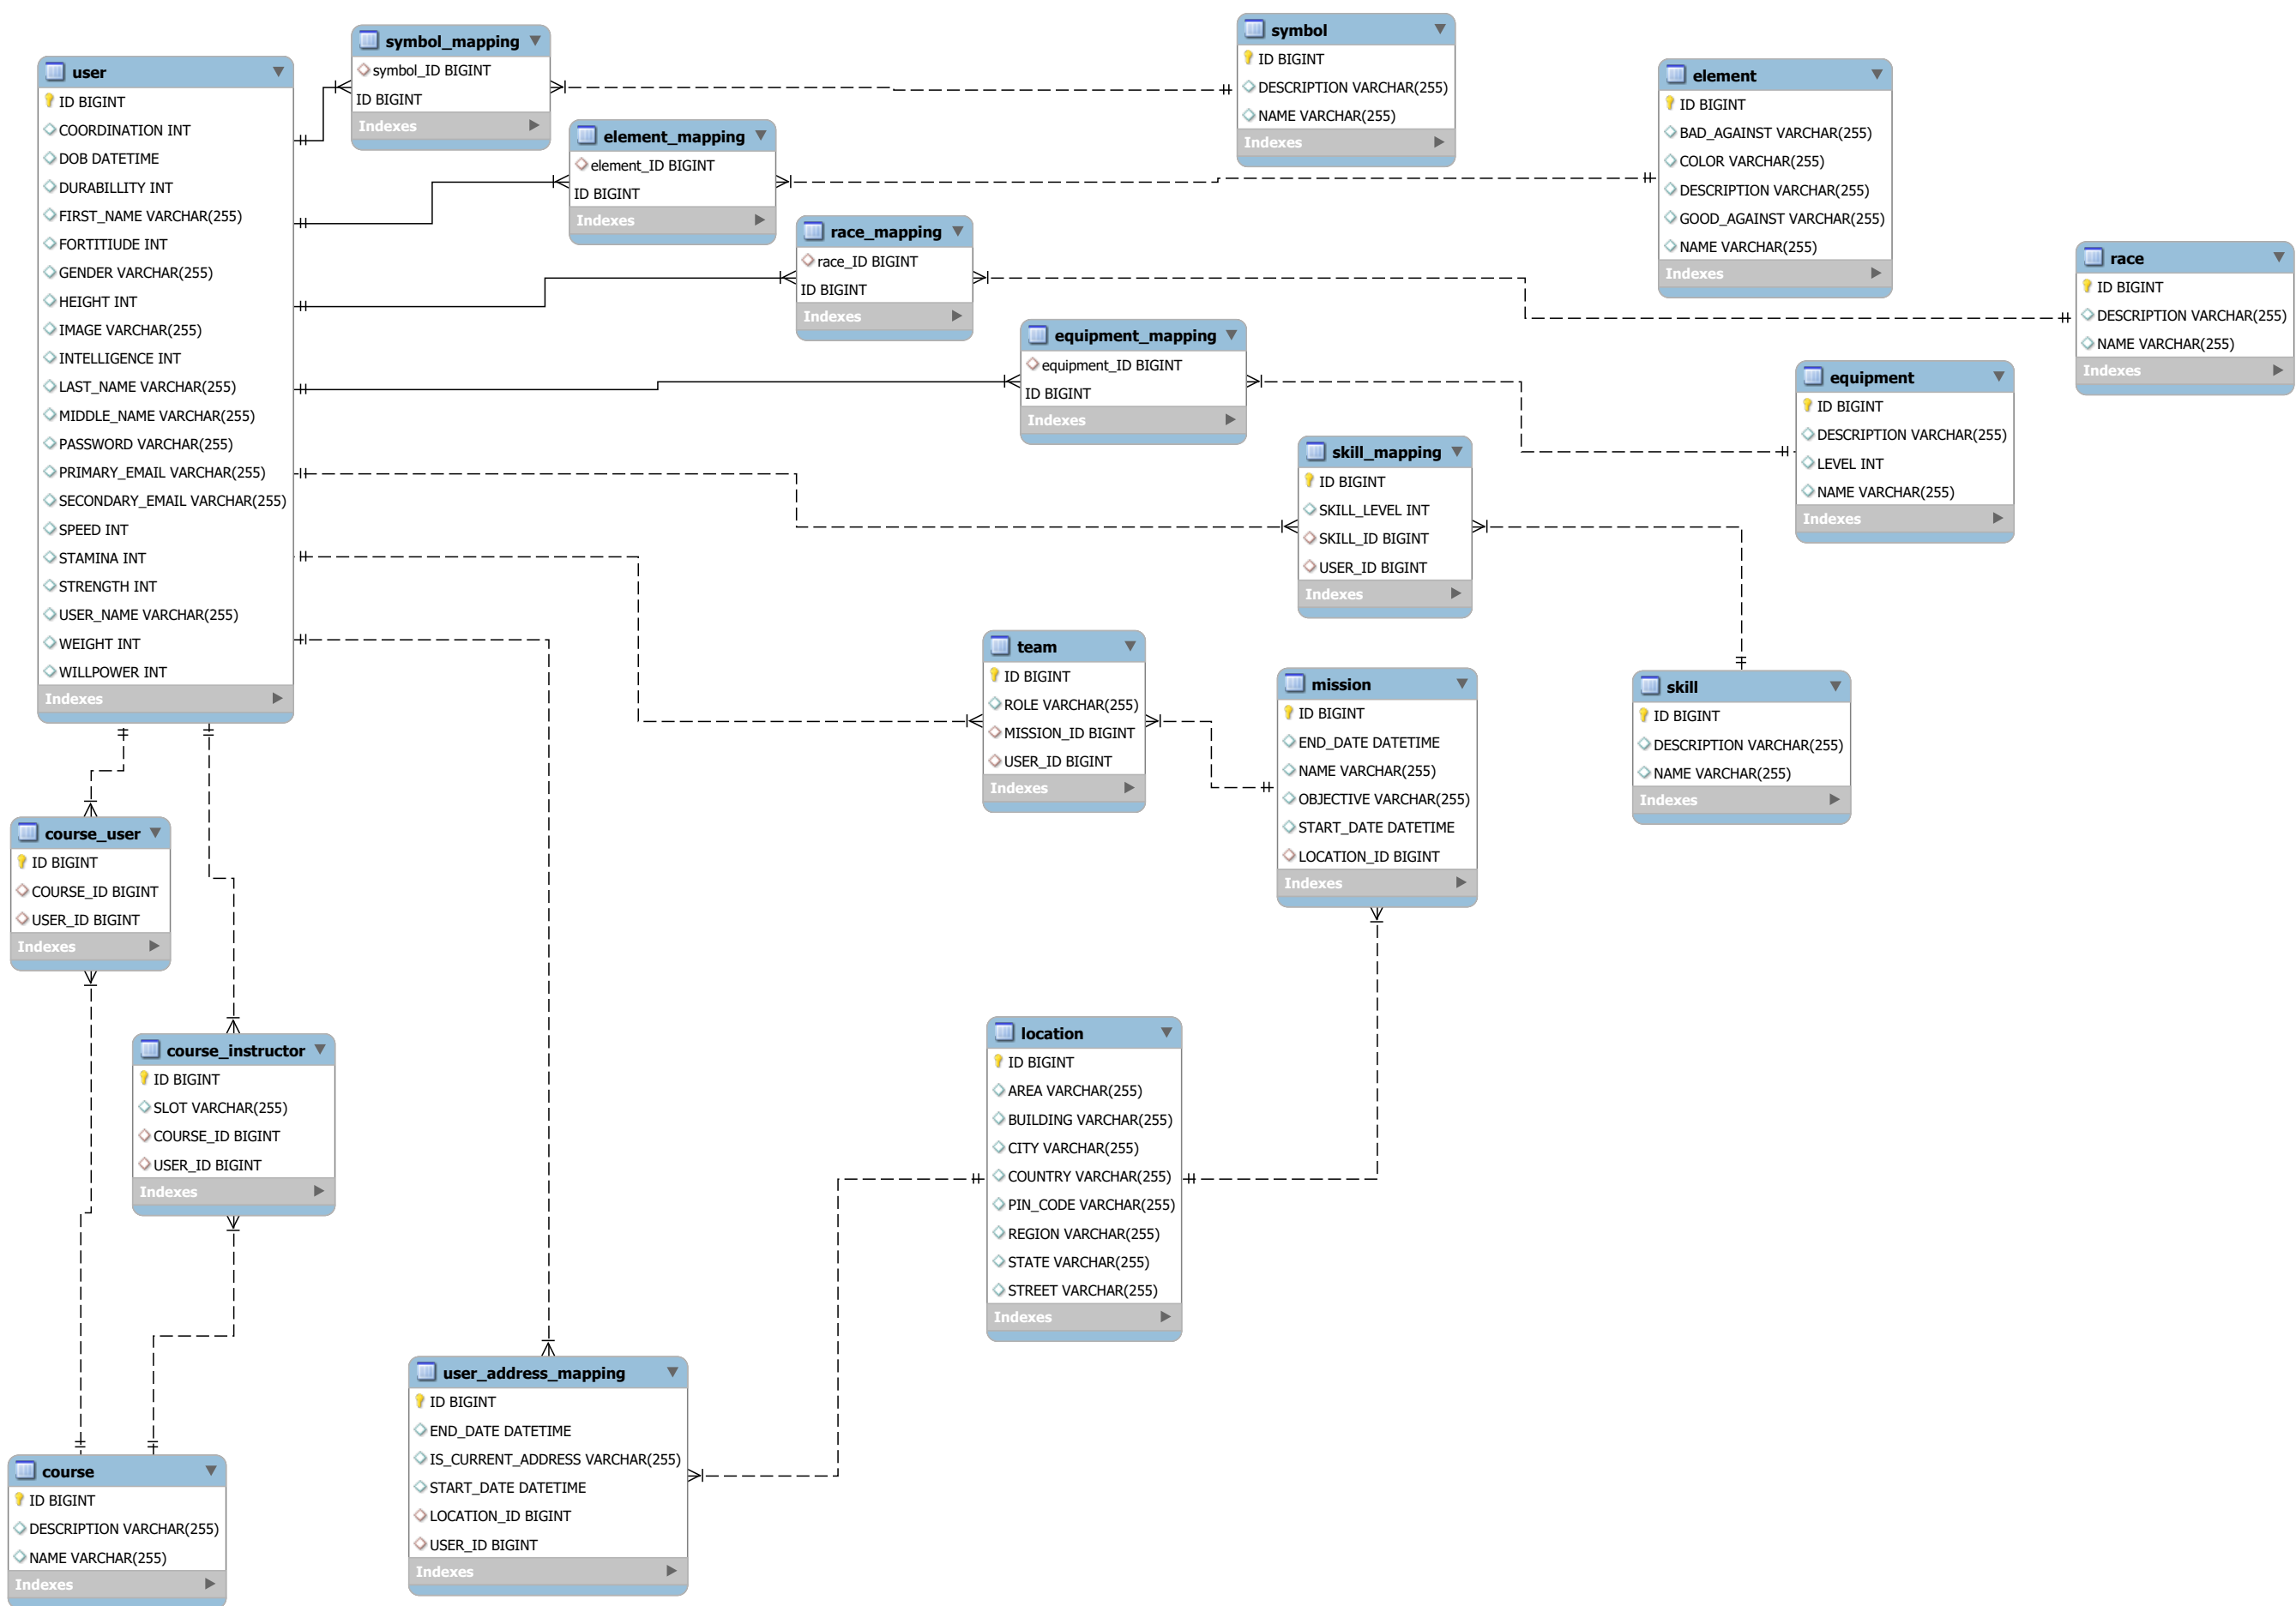 user
ID BIGINT
COORDINATION INT
DOB DATETIME
DURABILLITY INT
FIRST_NAME VARCHAR(255)
FORTITIUDE INT
GENDER VARCHAR(255)
HEIGHT INT
IMAGE VARCHAR(255)
INTELLIGENCE INT
LAST_NAME VARCHAR(255)
MIDDLE_NAME VARCHAR(255)
PASSWORD VARCHAR(255)
PRIMARY_EMAIL VARCHAR(255)
SECONDARY_EMAIL VARCHAR(255)
SPEED INT
STAMINA INT
STRENGTH INT
USER_NAME VARCHAR(255)
WEIGHT INT
WILLPOWER INT
Indexes
symbol_mapping
symbol_ID BIGINT
ID BIGINT
Indexes
element_mapping
element_ID BIGINT
ID BIGINT
Indexes
race_mapping
race_ID BIGINT
ID BIGINT
Indexes
equipment_mapping
equipment_ID BIGINT
ID BIGINT
Indexes
symbol
ID BIGINT
DESCRIPTION VARCHAR(255)
NAME VARCHAR(255)
Indexes
element
ID BIGINT
BAD_AGAINST VARCHAR(255)
COLOR VARCHAR(255)
DESCRIPTION VARCHAR(255)
GOOD_AGAINST VARCHAR(255)
NAME VARCHAR(255)
Indexes
race
ID BIGINT
DESCRIPTION VARCHAR(255)
NAME VARCHAR(255)
Indexes
equipment
ID BIGINT
DESCRIPTION VARCHAR(255)
LEVEL INT
NAME VARCHAR(255)
Indexes
skill_mapping
ID BIGINT
SKILL_LEVEL INT
SKILL_ID BIGINT
USER_ID BIGINT
Indexes
team
ID BIGINT
ROLE VARCHAR(255)
MISSION_ID BIGINT
USER_ID BIGINT
Indexes
mission
ID BIGINT
END_DATE DATETIME
NAME VARCHAR(255)
OBJECTIVE VARCHAR(255)
START_DATE DATETIME
LOCATION_ID BIGINT
Indexes
skill
ID BIGINT
DESCRIPTION VARCHAR(255)
NAME VARCHAR(255)
Indexes
course_user
ID BIGINT
COURSE_ID BIGINT
USER_ID BIGINT
Indexes
course_instructor
ID BIGINT
SLOT VARCHAR(255)
COURSE_ID BIGINT
USER_ID BIGINT
Indexes
location
ID BIGINT
AREA VARCHAR(255)
BUILDING VARCHAR(255)
CITY VARCHAR(255)
COUNTRY VARCHAR(255)
PIN_CODE VARCHAR(255)
REGION VARCHAR(255)
STATE VARCHAR(255)
STREET VARCHAR(255)
Indexes
user_address_mapping
ID BIGINT
END_DATE DATETIME
IS_CURRENT_ADDRESS VARCHAR(255)
START_DATE DATETIME
LOCATION_ID BIGINT
USER_ID BIGINT
Indexes
course
ID BIGINT
DESCRIPTION VARCHAR(255)
NAME VARCHAR(255)
Indexes